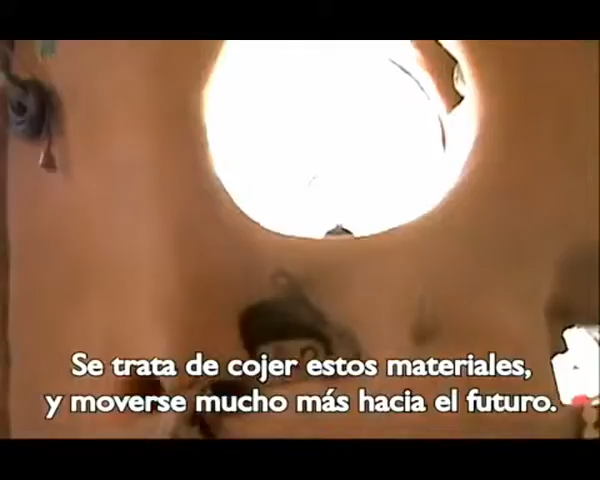 Se trata de cojer estos materiales,
y moverse mucho más hacia el futuro.